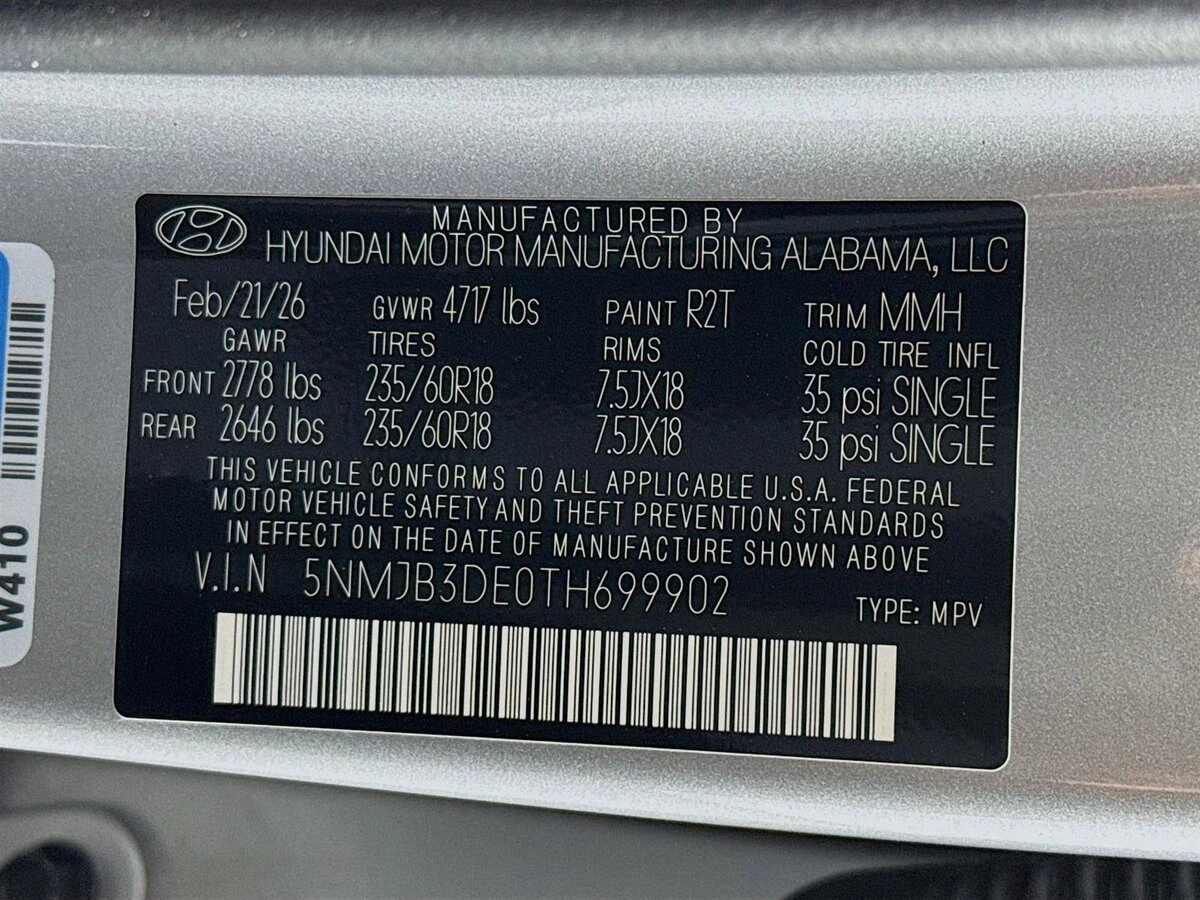 MANUFACTURED BY
HYUNDAI MOTOR MANUFACTURING ALABAMA, LLC
Feb/21/26 GVWR 4717 lbs PAINT R2T TRIM MMH
GAWR TIRES RIMS COLD TIRE INFL
FRONT 2778 lbs 235/60R18 7.5JX18 35 psi SINGLE
REAR 2646 lbs 235/60R18 7.5JX18 35 psi SINGLE
THIS VEHICLE CONFORMS TO ALL APPLICABLE U.S.A. FEDERAL
MOTOR VEHICLE SAFETY AND THEFT PREVENTION STANDARDS
IN EFFECT ON THE DATE OF MANUFACTURE SHOWN ABOVE
V.I.N 5NMJB3DE0TH699902
TYPE: MPV
W410